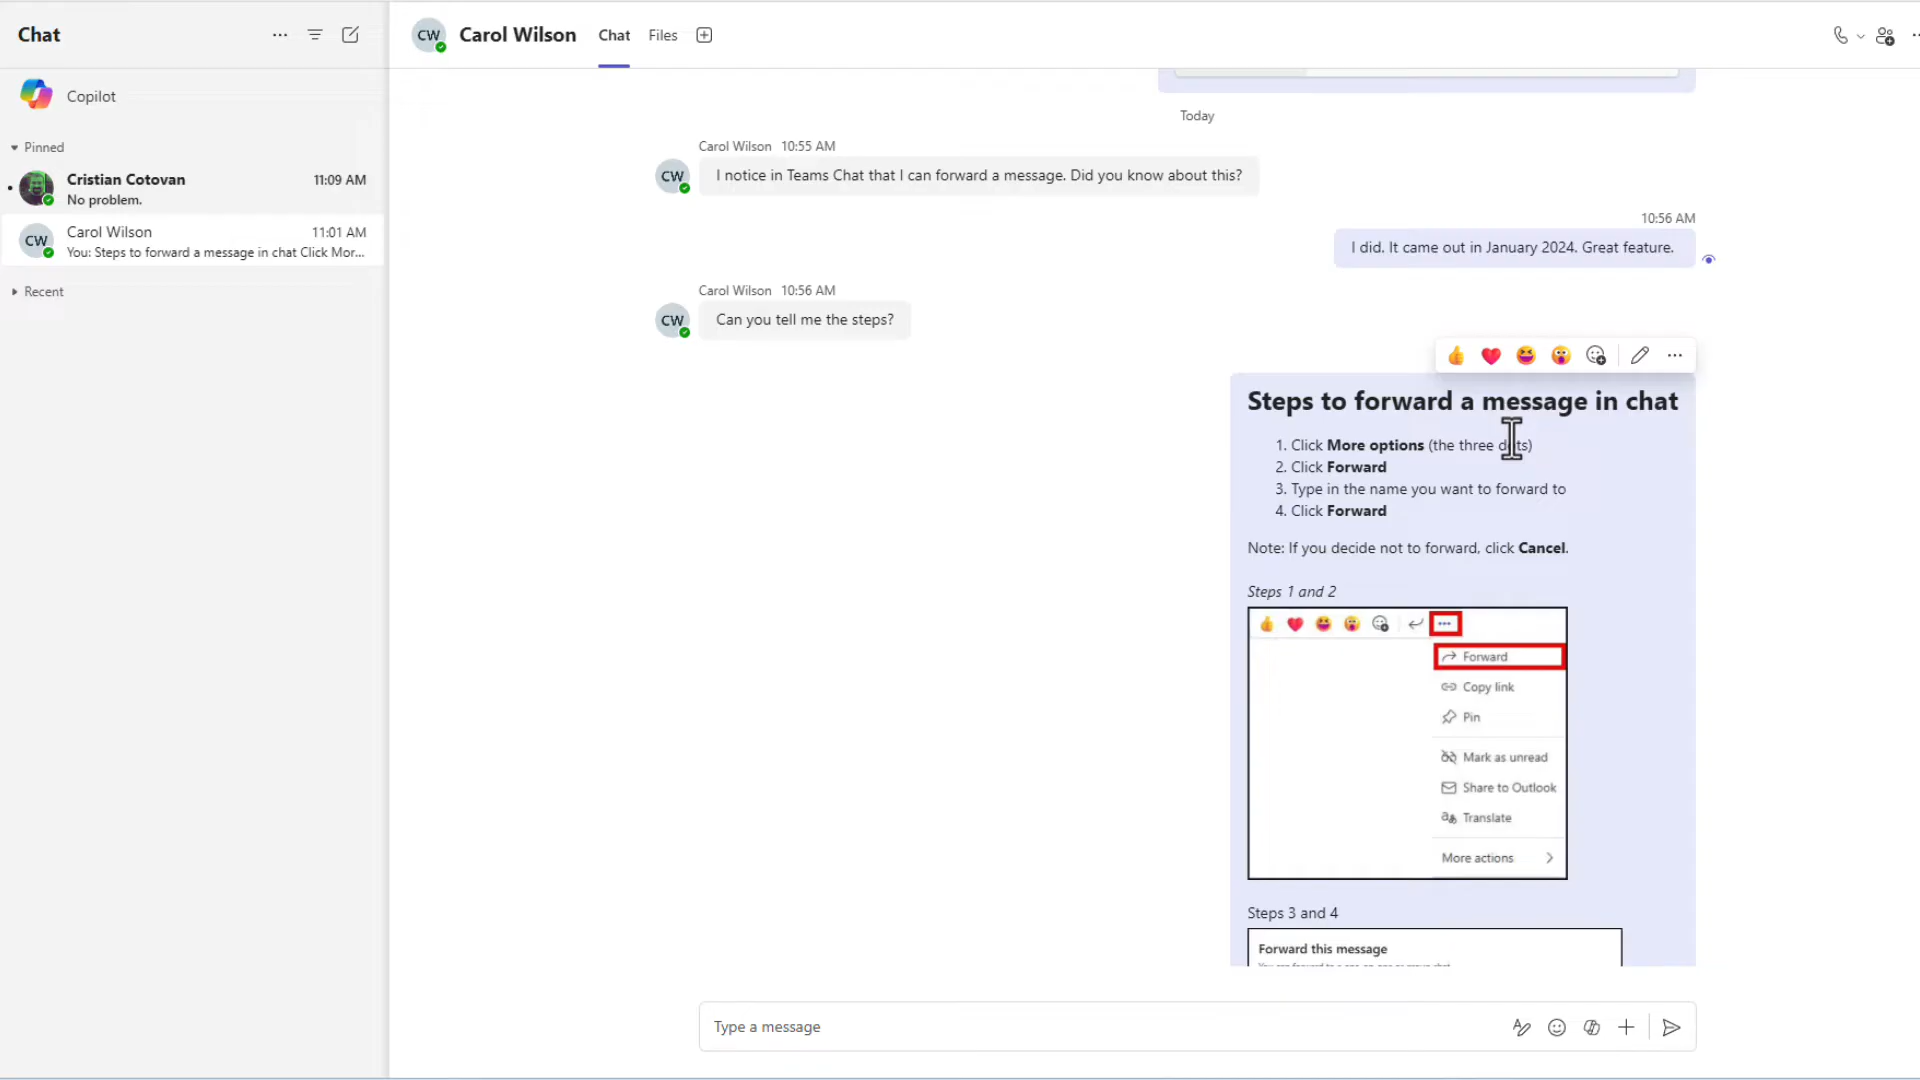 Chat
Copilot
Pinned
Cristian Cotovan 11:09 AM
No problem.
CW
Carol Wilson 11:01 AM
You: Steps to forward a message in chat Click Mor...
Recent
CW Carol Wilson Chat Files
Today
Carol Wilson 10:55 AM
CW
I notice in Teams Chat that I can forward a message. Did you know about this?
10:56 AM
I did. It came out in January 2024. Great feature.
Carol Wilson 10:56 AM
CW
Can you tell me the steps?
Steps to forward a message in chat
1. Click More options (the three dots)
2. Click Forward
3. Type in the name you want to forward to
4. Click Forward
Note: If you decide not to forward, click Cancel.
Steps 1 and 2
Forward
Copy link
Pin
Mark as unread
Share to Outlook
Translate
More actions
Steps 3 and 4
Forward this message
Type a message